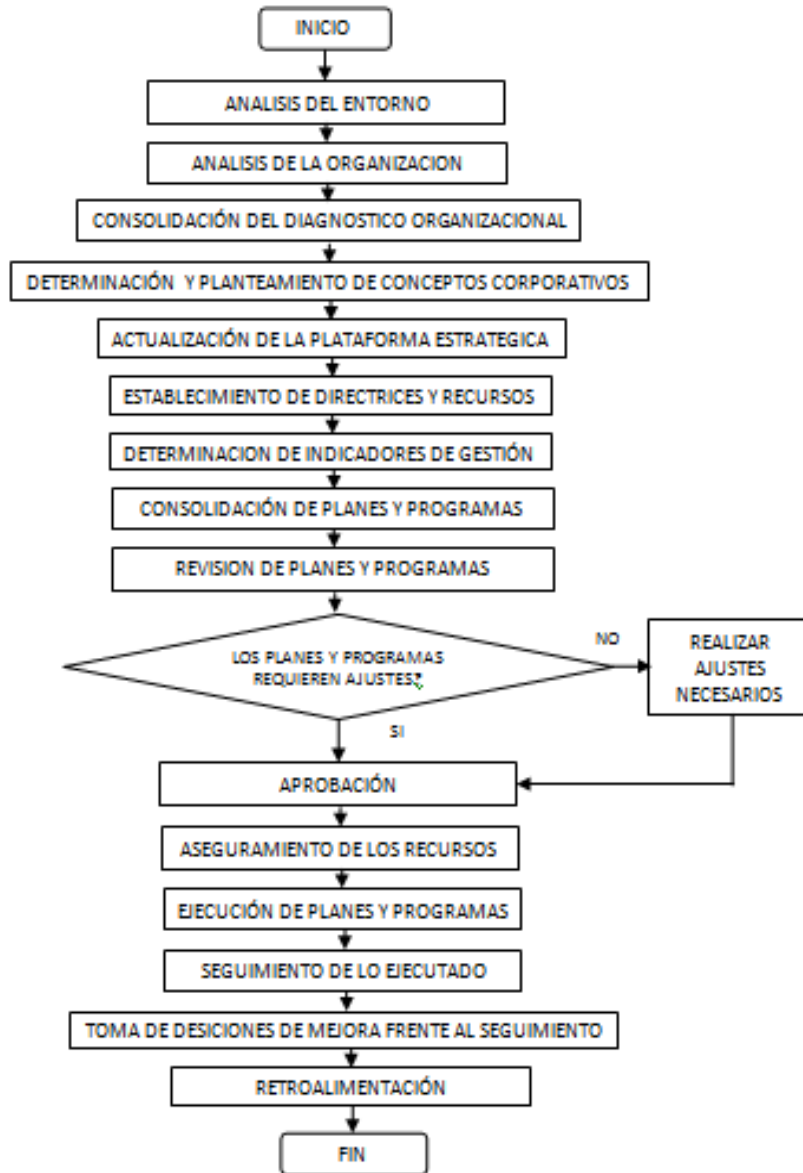 INICIO
ANALISIS DEL ENTORNO
ANALISIS DE LA ORGANIZACION
CONSOLIDACIÓN DEL DIAGNOSTICO ORGANIZACIONAL
DETERMINACIÓN Y PLANTEAMIENTO DE CONCEPTOS CORPORATIVOS
ACTUALIZACIÓN DE LA PLATAFORMA ESTRATEGICA
ESTABLECIMIENTO DE DIRECTRICES Y RECURSOS
DETERMINACION DE INDICADORES DE GESTIÓN
CONSOLIDACIÓN DE PLANES Y PROGRAMAS
REVISION DE PLANES Y PROGRAMAS
LOS PLANES Y PROGRAMAS
REQUIEREN AJUSTES?
NO
REALIZAR
AJUSTES
NECESARIOS
SI
APROBACIÓN
ASEGURAMIENTO DE LOS RECURSOS
EJECUCIÓN DE PLANES Y PROGRAMAS
SEGUIMIENTO DE LO EJECUTADO
TOMA DE DESICIONES DE MEJORA FRENTE AL SEGUIMIENTO
RETROALIMENTACIÓN
FIN